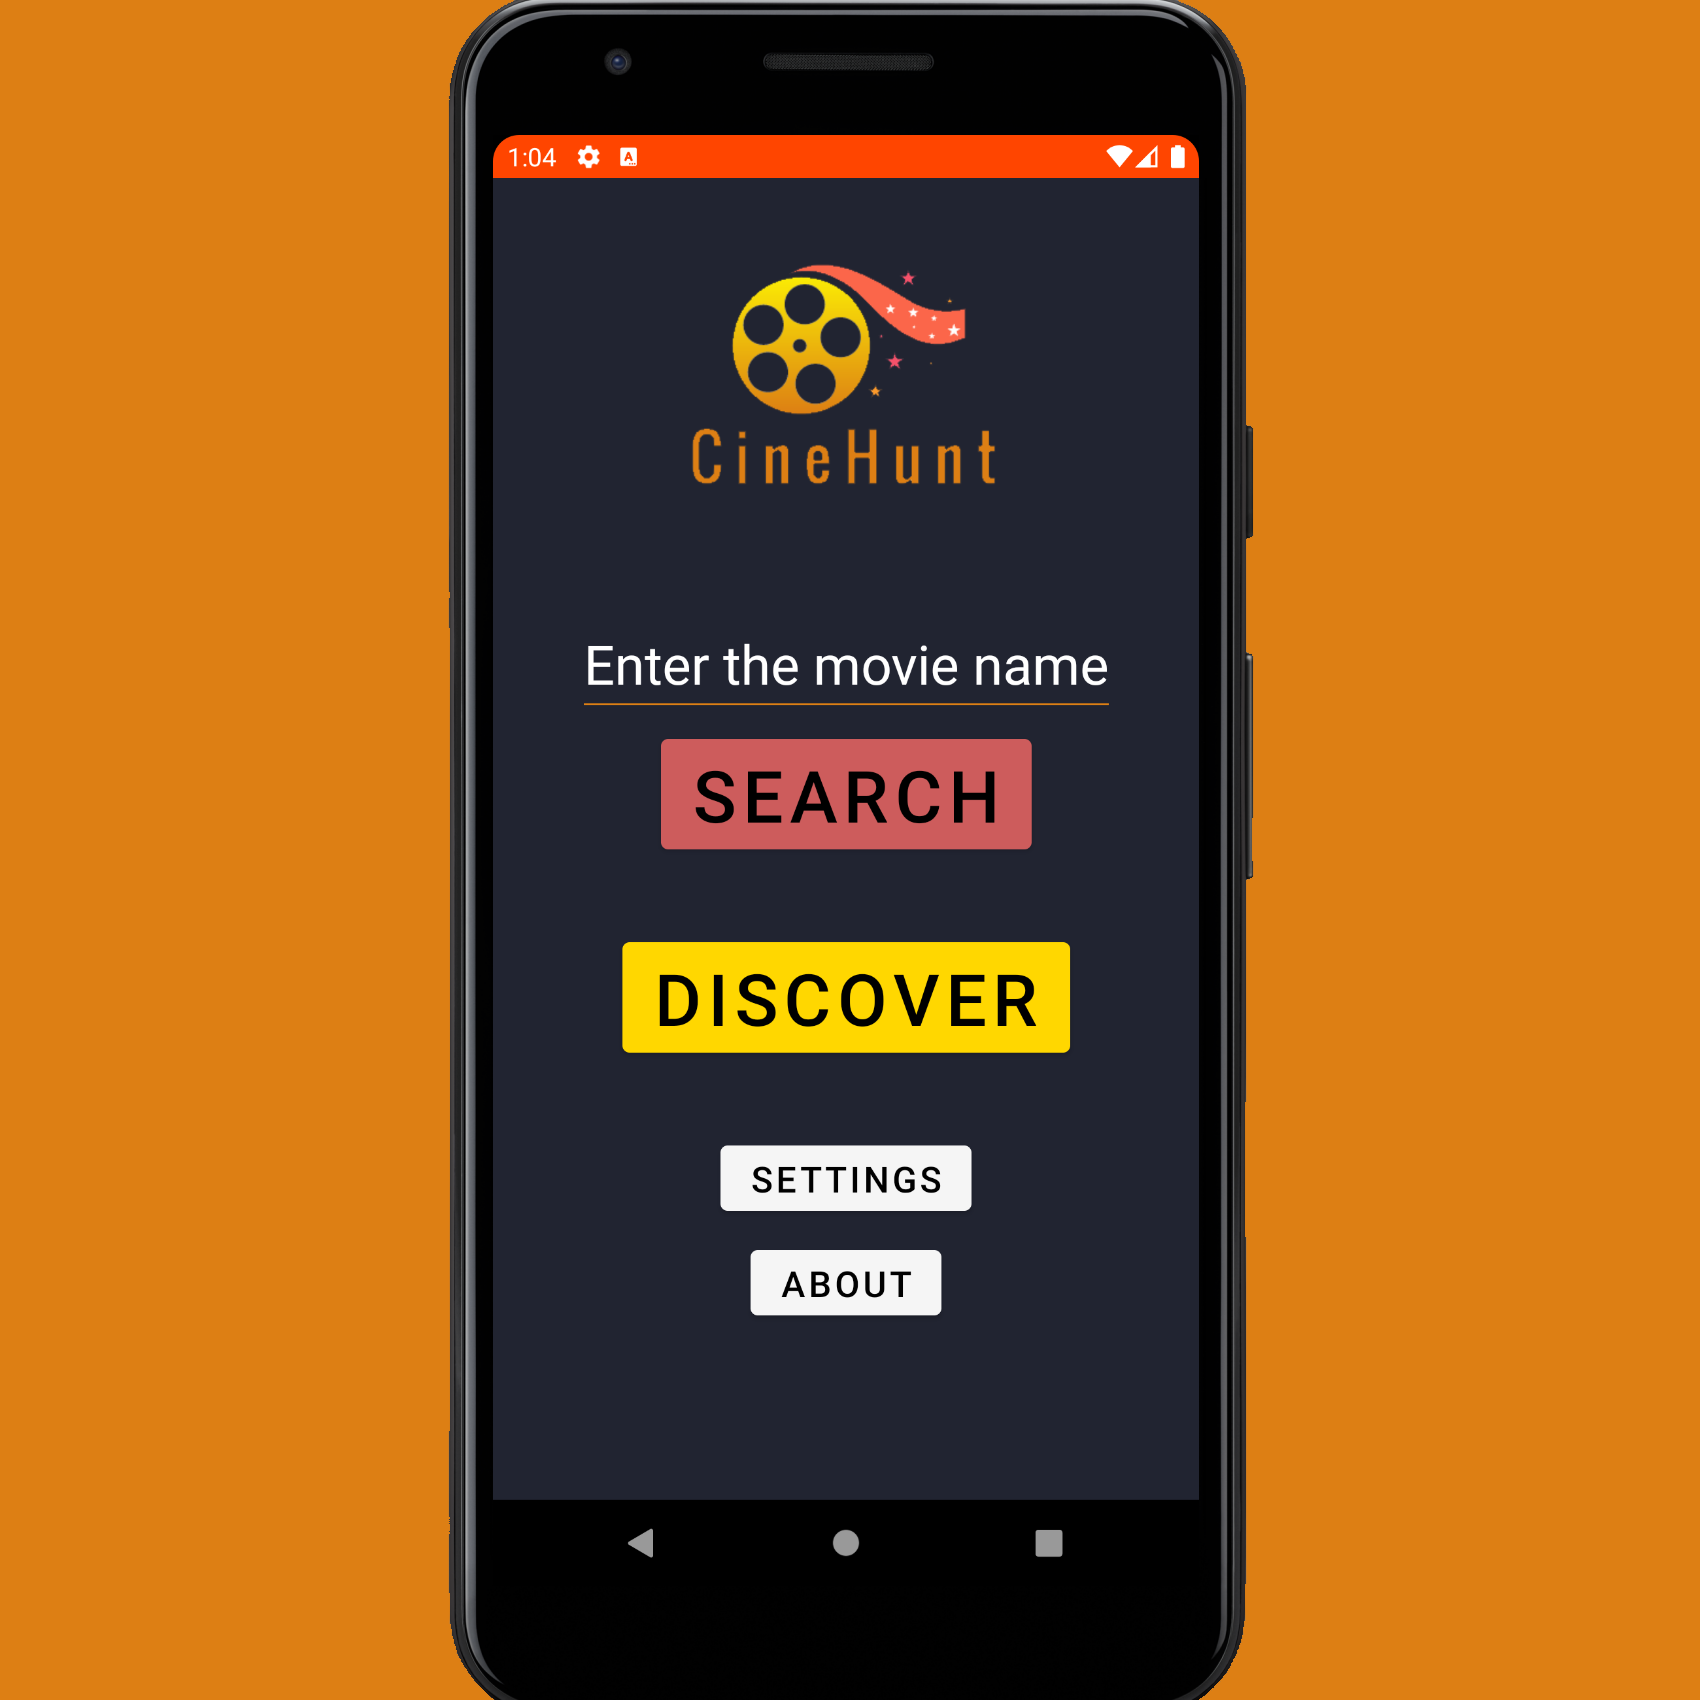 1:04
CineHunt
Enter the movie name
SEARCH
DISCOVER
SETTINGS
ABOUT